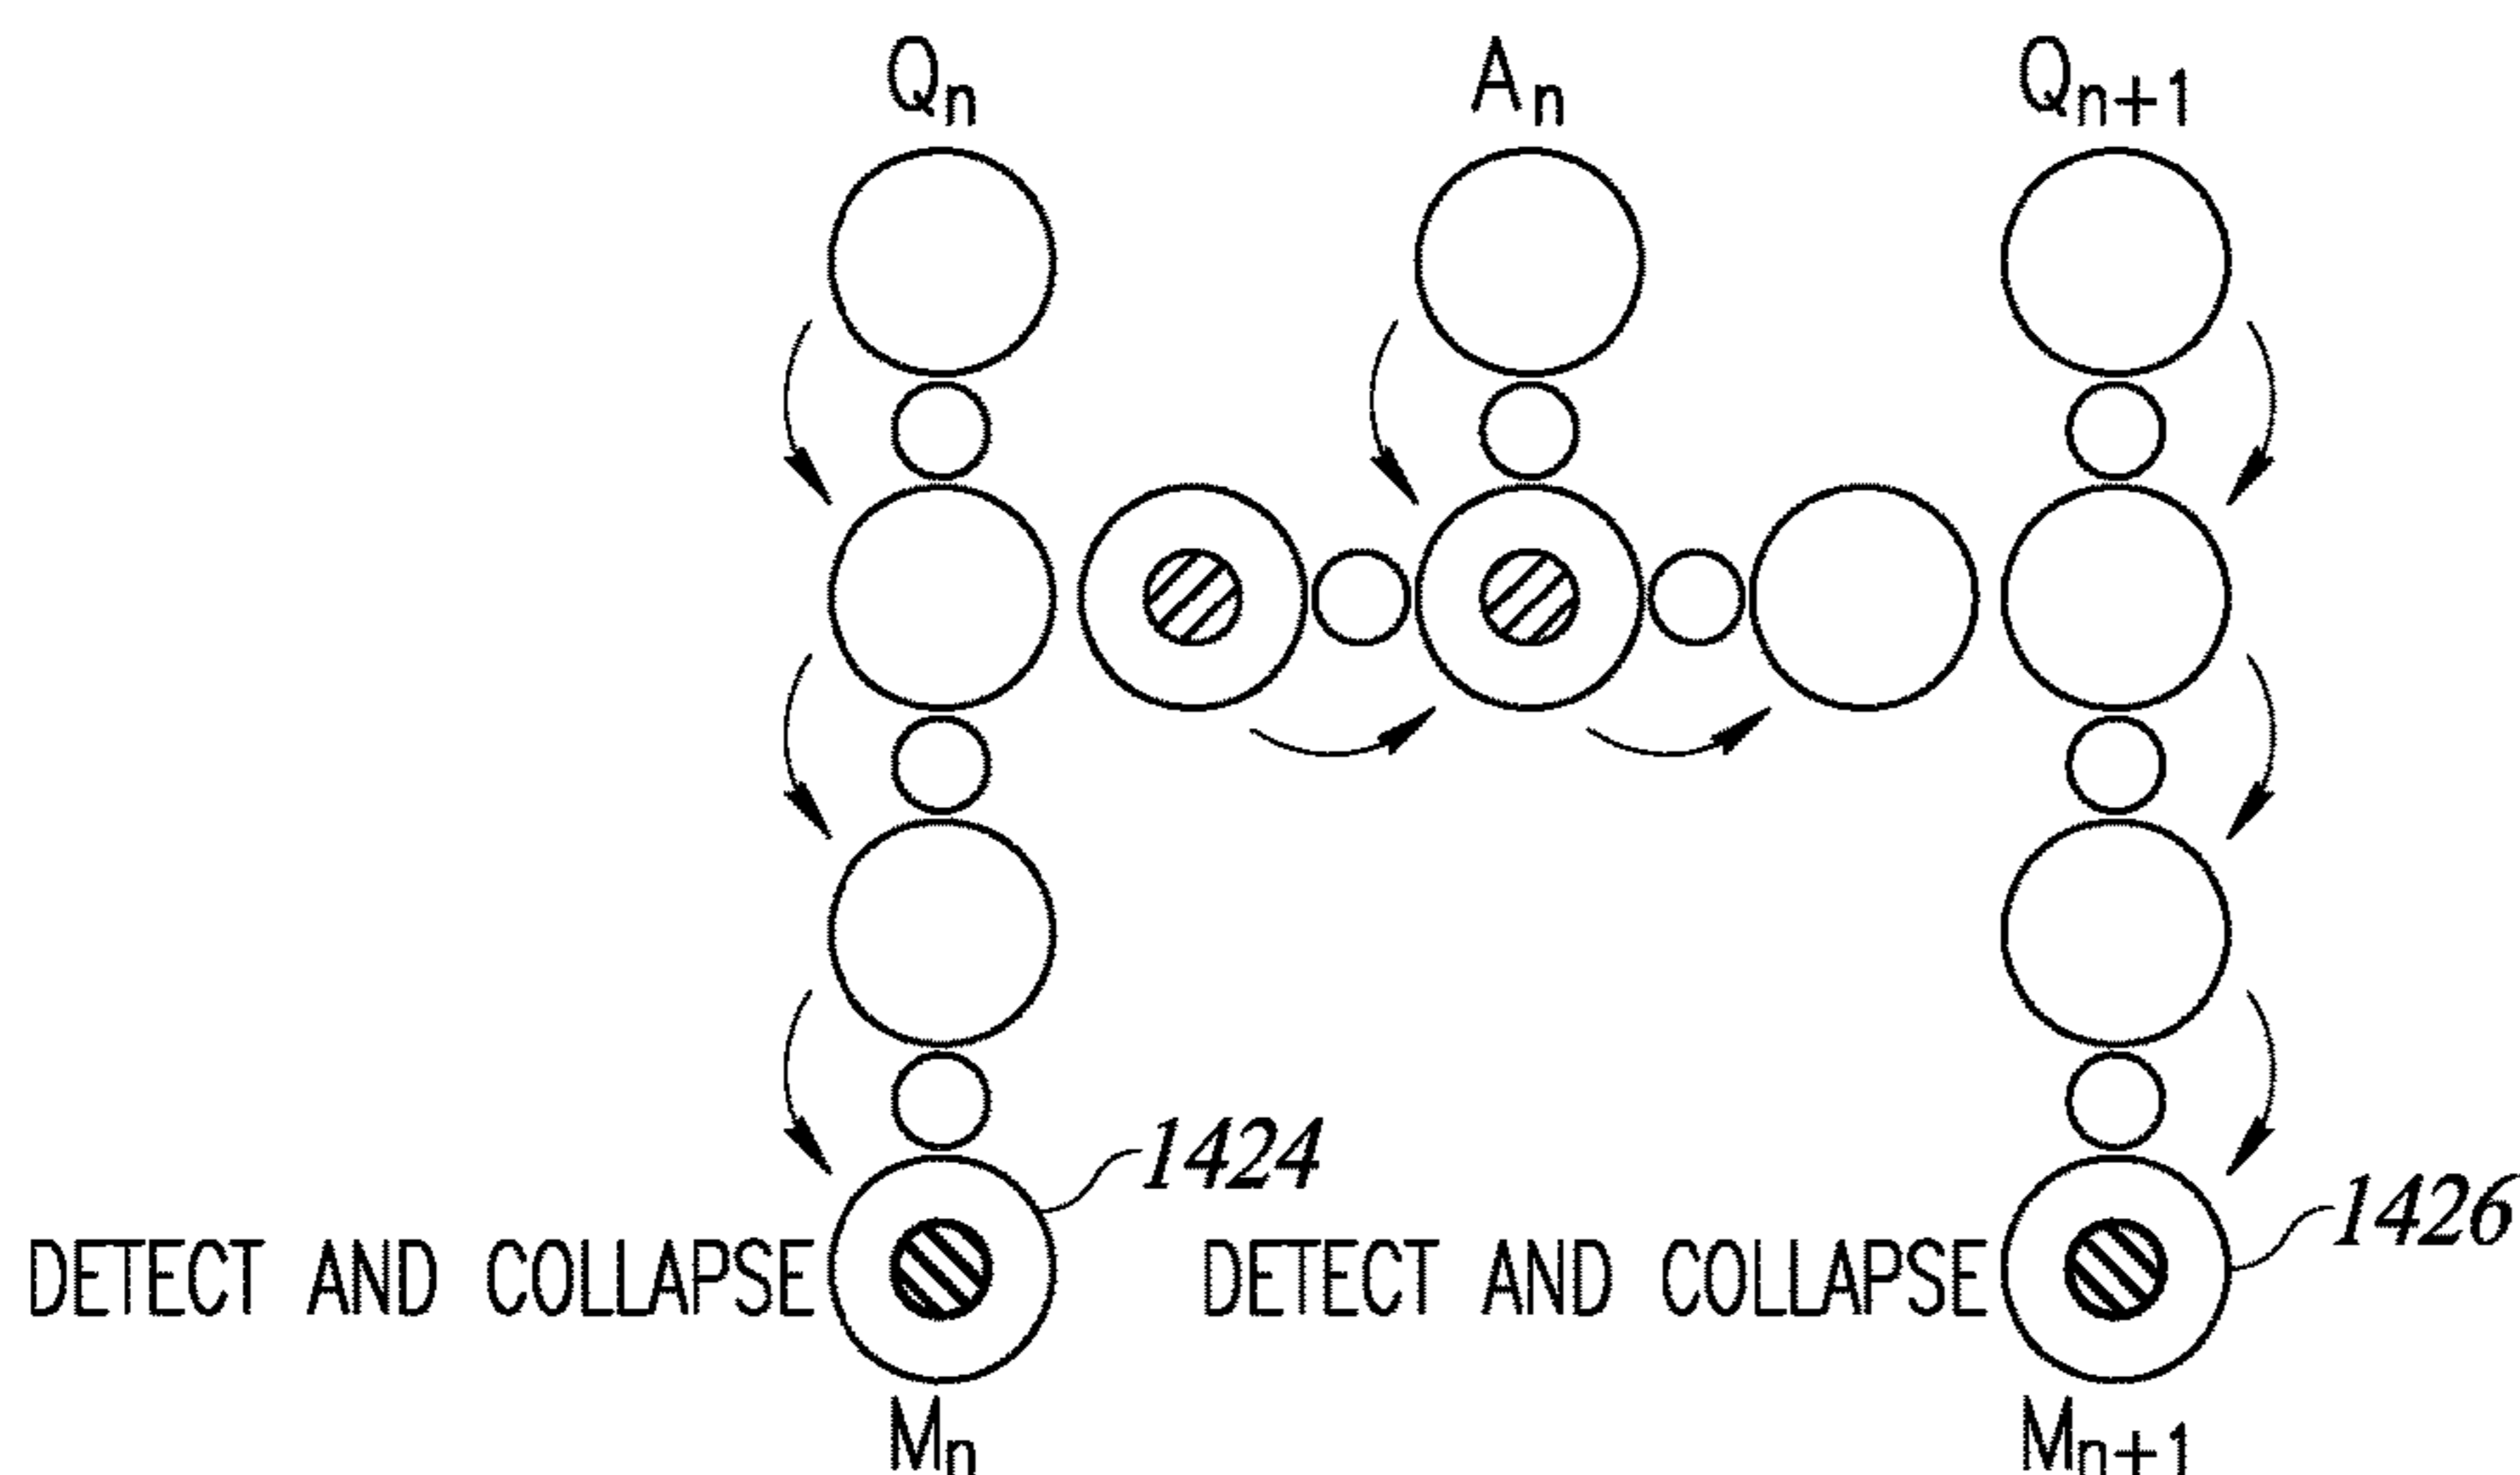 Qn An Qn+1
1424
1426
DETECT AND COLLAPSE DETECT AND COLLAPSE
Mn Mn+1